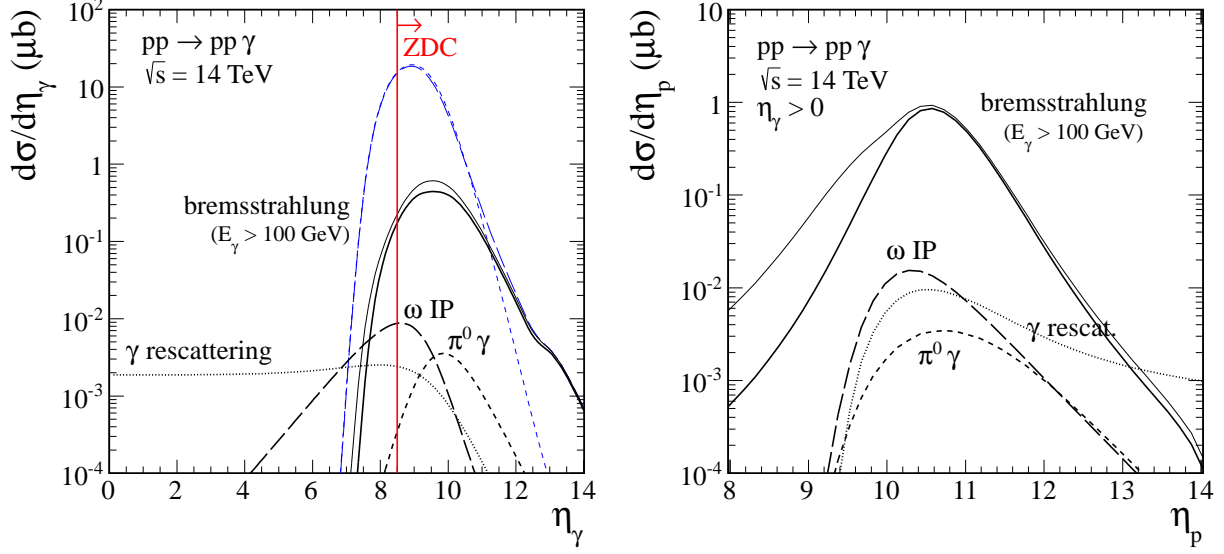 dσ/dη_γ (μb)
10²
10
1
10⁻¹
10⁻²
10⁻³
10⁻⁴
pp → pp γ
√s = 14 TeV
ZDC
bremsstrahlung
(E_γ > 100 GeV)
ω IP
γ rescattering
π⁰ γ
0 2 4 6 8 10 12 14
η_γ
dσ/dη_p (μb)
10
1
10⁻¹
10⁻²
10⁻³
10⁻⁴
pp → pp γ
√s = 14 TeV
η_γ > 0
bremsstrahlung
(E_γ > 100 GeV)
ω IP
γ rescat.
π⁰ γ
8 9 10 11 12 13 14
η_p